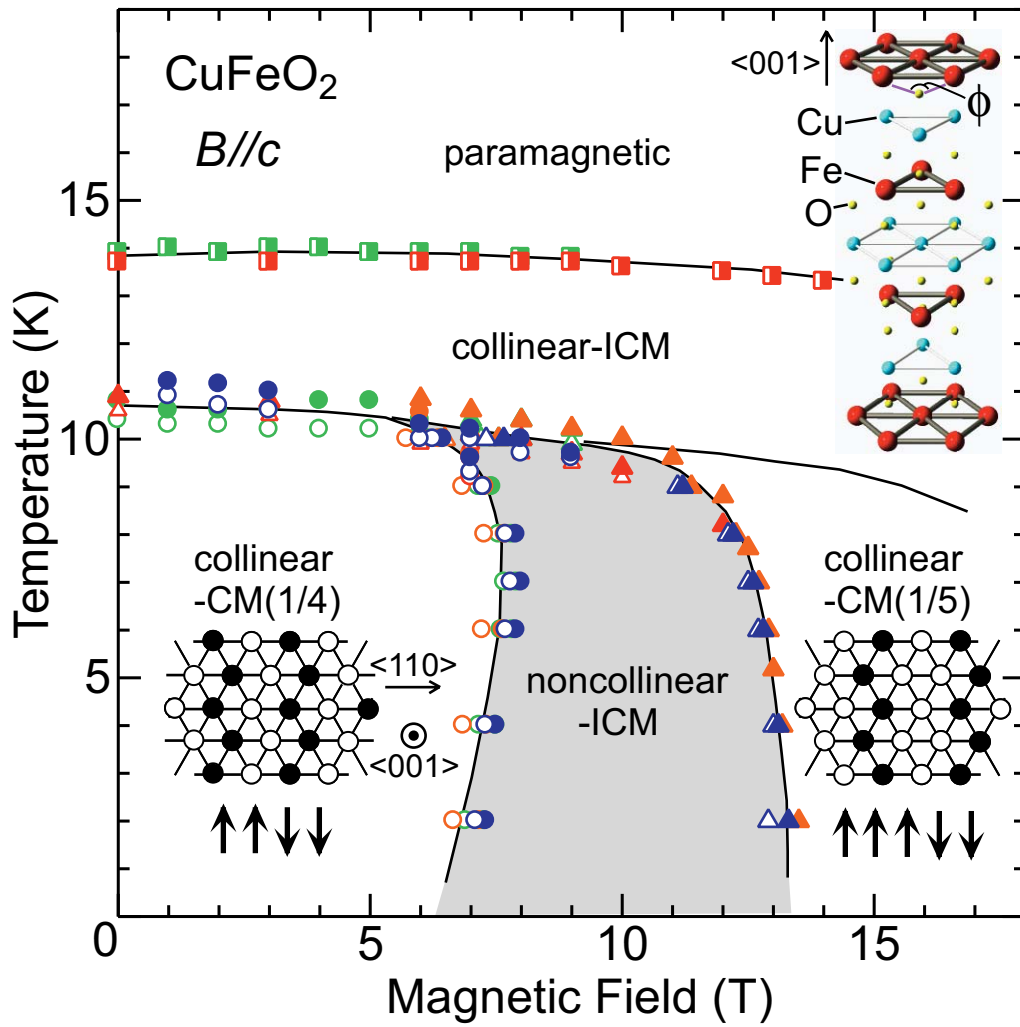 CuFeO2
B//c
paramagnetic
<001>
ϕ
Cu
Fe
O
collinear-ICM
collinear
-CM(1/4)
<110>
<001>
noncollinear
-ICM
collinear
-CM(1/5)
Temperature (K)
15
10
5
0
0
5
10
15
Magnetic Field (T)